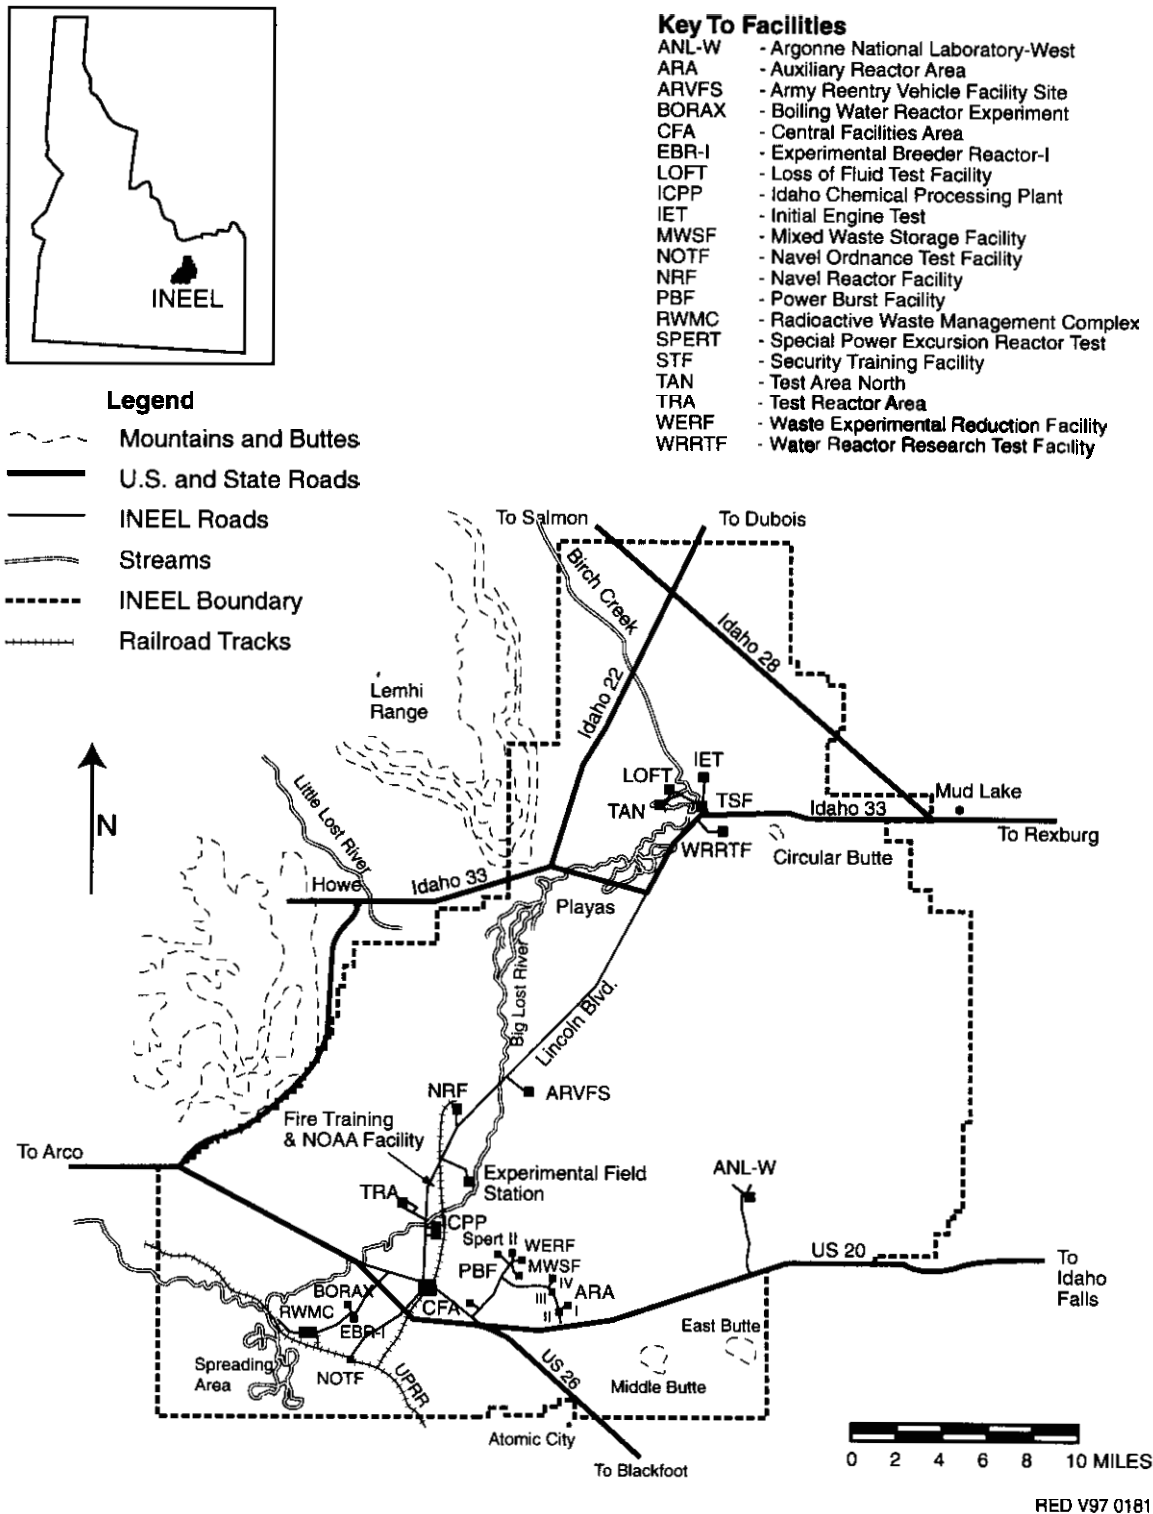 INEEL
Key To Facilities
ANL-W - Argonne National Laboratory-West
ARA - Auxiliary Reactor Area
ARVFS - Army Reentry Vehicle Facility Site
BORAX - Boiling Water Reactor Experiment
CFA - Central Facilities Area
EBR-I - Experimental Breeder Reactor-I
LOFT - Loss of Fluid Test Facility
ICPP - Idaho Chemical Processing Plant
IET - Initial Engine Test
MWSF - Mixed Waste Storage Facility
NOTF - Navel Ordnance Test Facility
NRF - Navel Reactor Facility
PBF - Power Burst Facility
RWMC - Radioactive Waste Management Complex
SPERT - Special Power Excursion Reactor Test
STF - Security Training Facility
TAN - Test Area North
TRA - Test Reactor Area
WERF - Waste Experimental Reduction Facility
WRRTF - Water Reactor Research Test Facility
Legend
Mountains and Buttes
U.S. and State Roads
INEEL Roads
Streams
INEEL Boundary
Railroad Tracks
To Salmon
To Dubois
Birch Creek
Idaho 28
Idaho 22
Lemhi
Range
N
Little Lost River
IET
LOFT
TAN
TSF
Idaho 33
Mud Lake
To Rexburg
WRRTF
Circular Butte
Howe
Idaho 33
Playas
Big Lost River
Lincoln Blvd.
NRF
ARVFS
Fire Training
& NOAA Facility
To Arco
Experimental Field
Station
ANL-W
TRA
ICPP
Spert II
WERF
MWSF
PBF
IV
III
ARA
II
I
US 20
To
Idaho
Falls
BORAX
RWMC
CFA
EBR-I
East Butte
Spreading
Area
NOTF
UPRR
US 26
Middle Butte
Atomic City
To Blackfoot
0 2 4 6 8 10 MILES
RED V97 0181